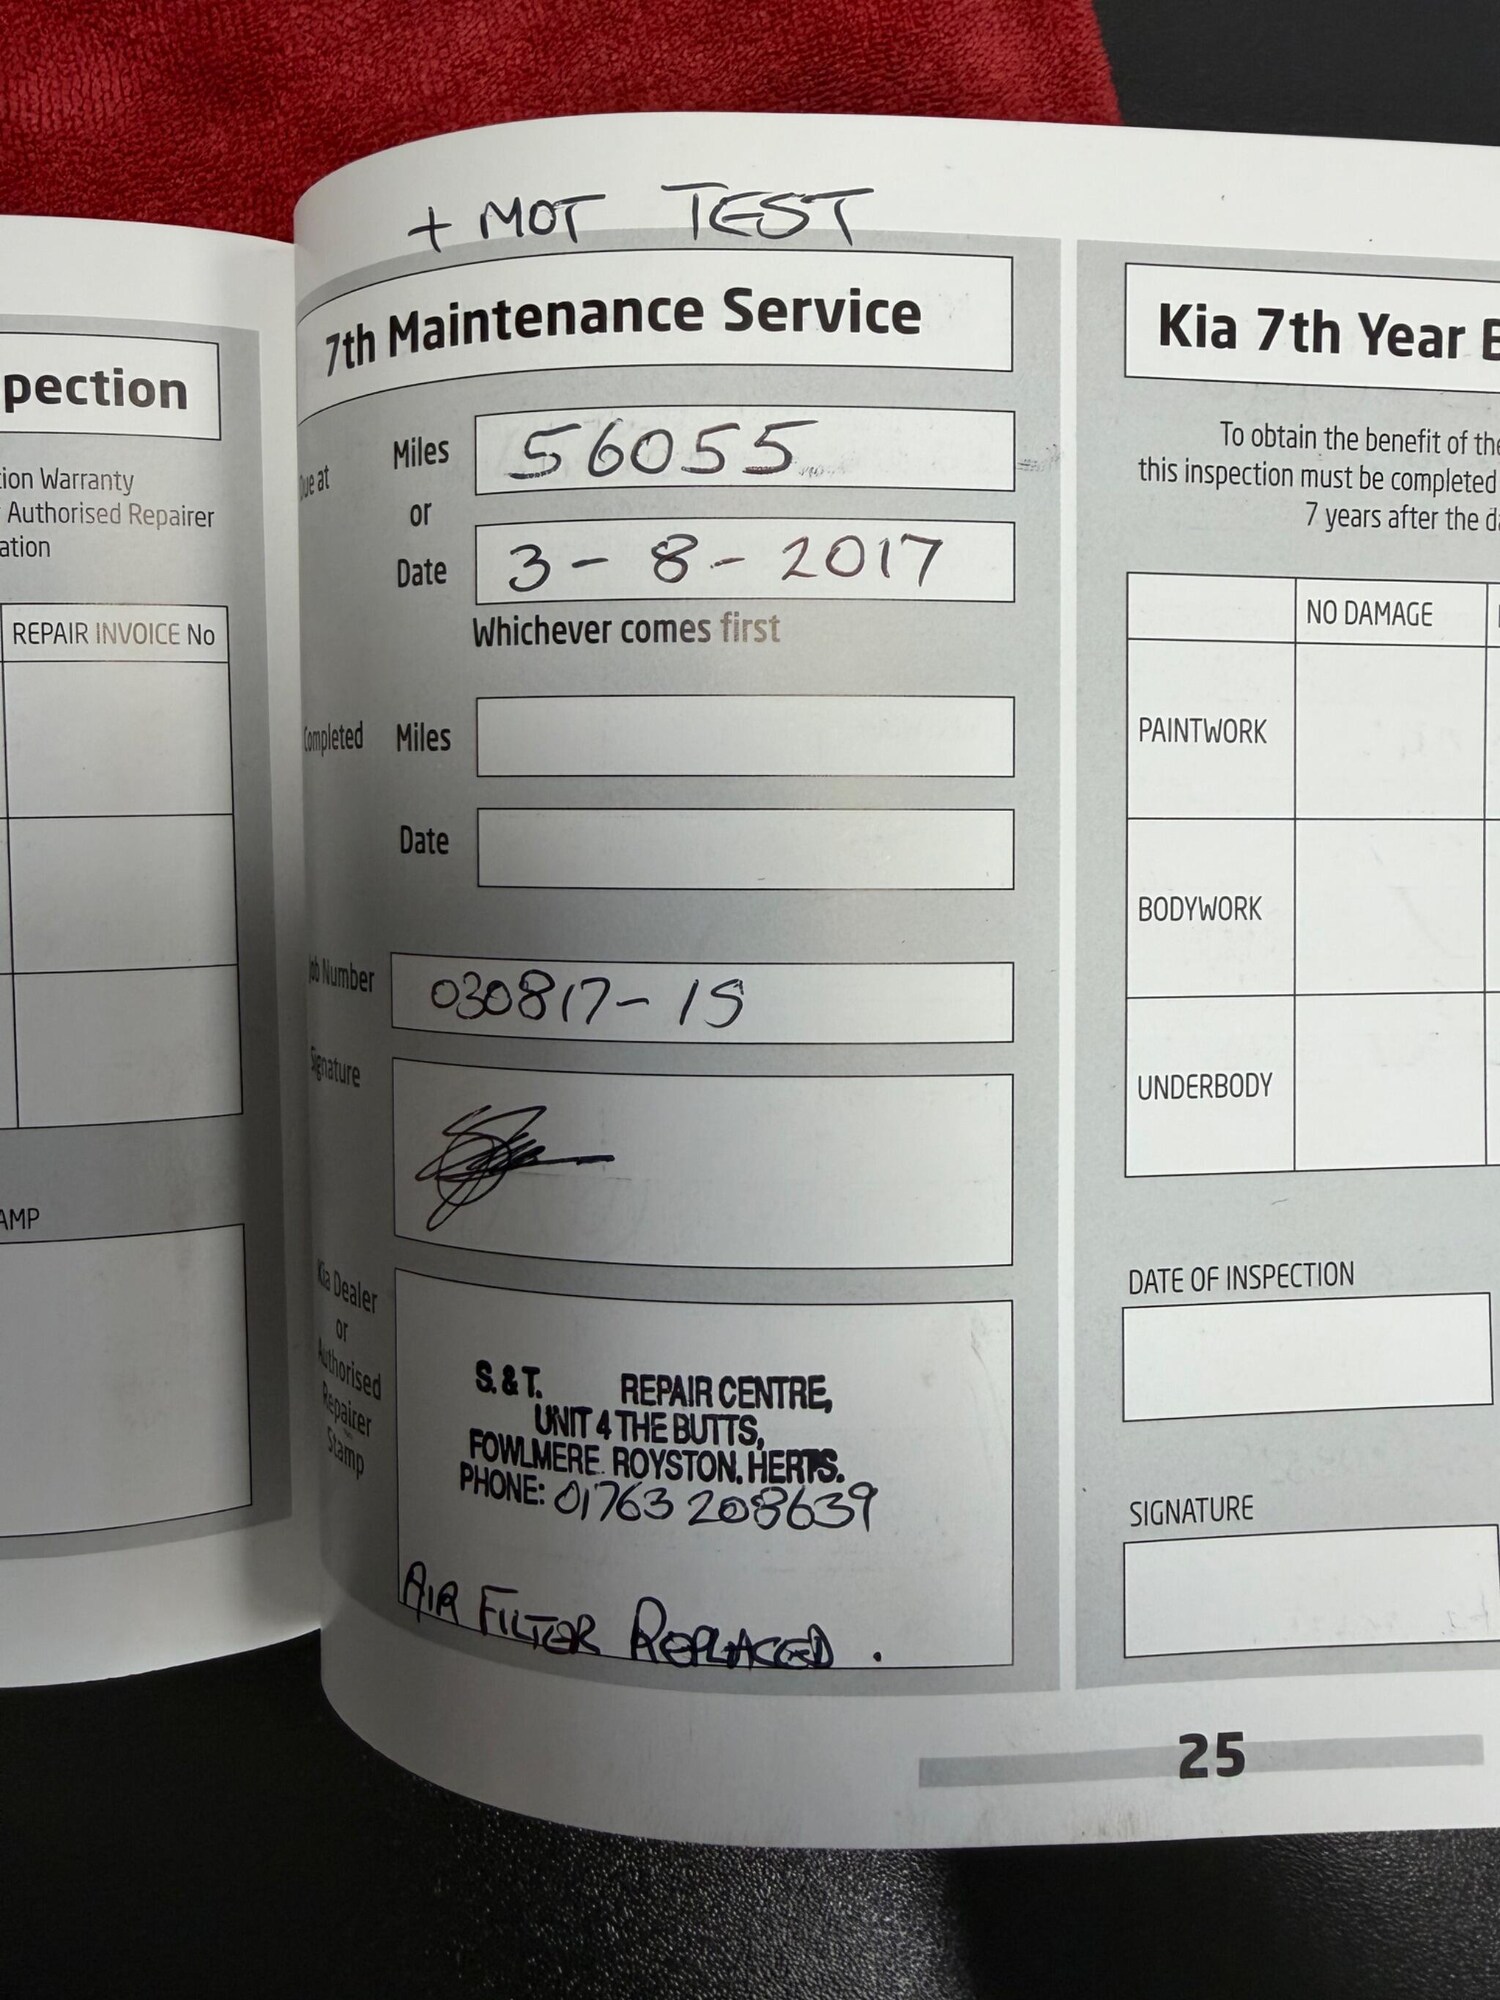 + MOT TEST
pection
ion Warranty
Authorised Repairer
ation
REPAIR INVOICE No
AMP
7th Maintenance Service
Due at
Miles
56055
or
Date
3-8-2017
Whichever comes first
Completed
Miles
Date
Job Number
030817-15
Signature
Kia Dealer
or
Authorised
Repairer
Stamp
S. & T. REPAIR CENTRE,
UNIT 4 THE BUTTS,
FOWLMERE. ROYSTON. HERTS.
PHONE: 01763 208639
AIR FILTER REPLACED.
Kia 7th Year
To obtain the benefit of the
this inspection must be completed
7 years after the da
NO DAMAGE
PAINTWORK
BODYWORK
UNDERBODY
DATE OF INSPECTION
SIGNATURE
25